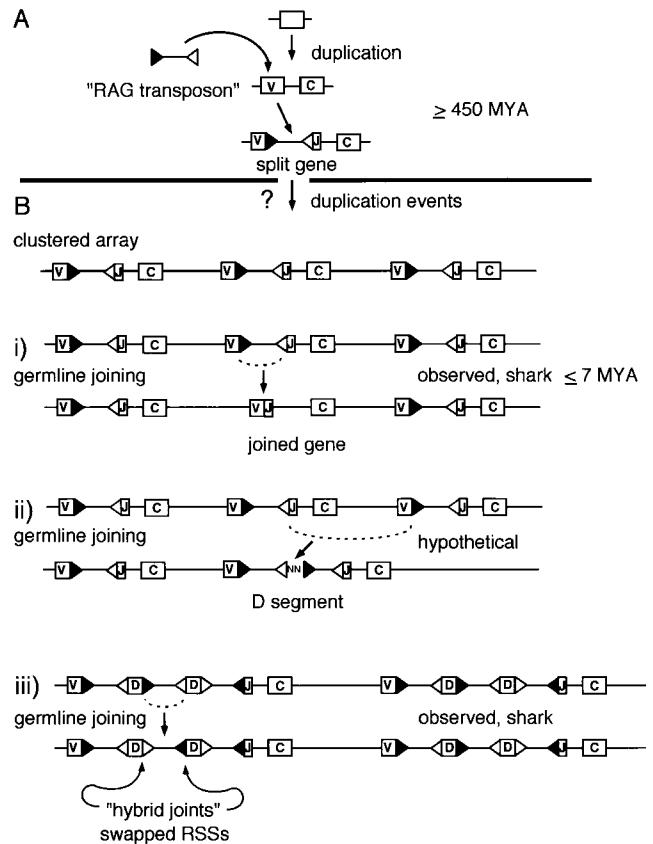 A
duplication
"RAG transposon"
V C
≥ 450 MYA
V J C
split gene
? duplication events
B
clustered array
V J C V J C V J C
i)
V J C V J C V J C
germline joining
observed, shark ≤ 7 MYA
V J C V J C V J C
joined gene
ii)
V J C V J C V J C
germline joining
hypothetical
V J C V NN J C
D segment
iii)
V D D J C V D D J C
germline joining
observed, shark
V D D J C V D D J C
"hybrid joints"
swapped RSSs